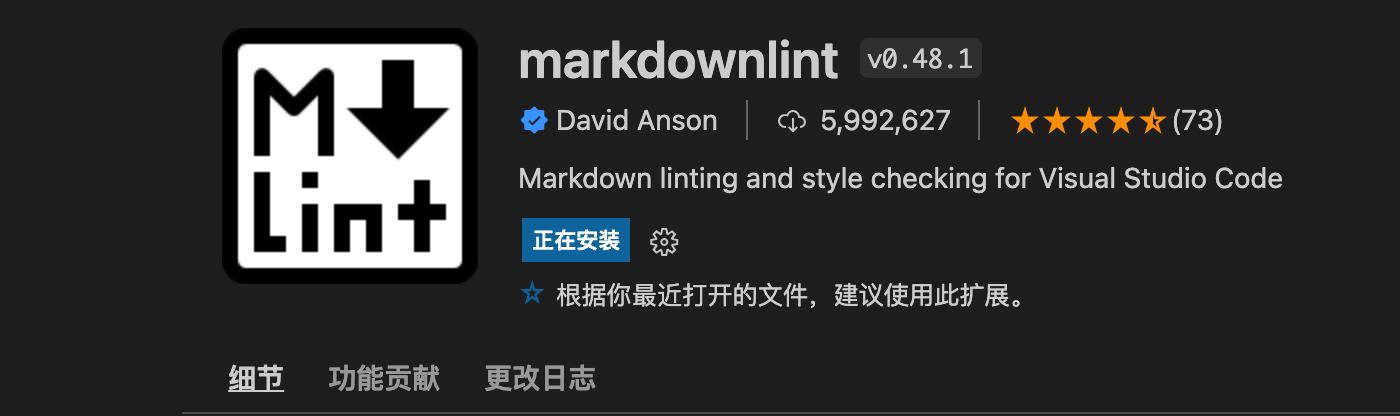 M
Lint
markdownlint v0.48.1
David Anson 5,992,627 (73)
Markdown linting and style checking for Visual Studio Code
正在安装
根据你最近打开的文件，建议使用此扩展。
细节 功能贡献 更改日志